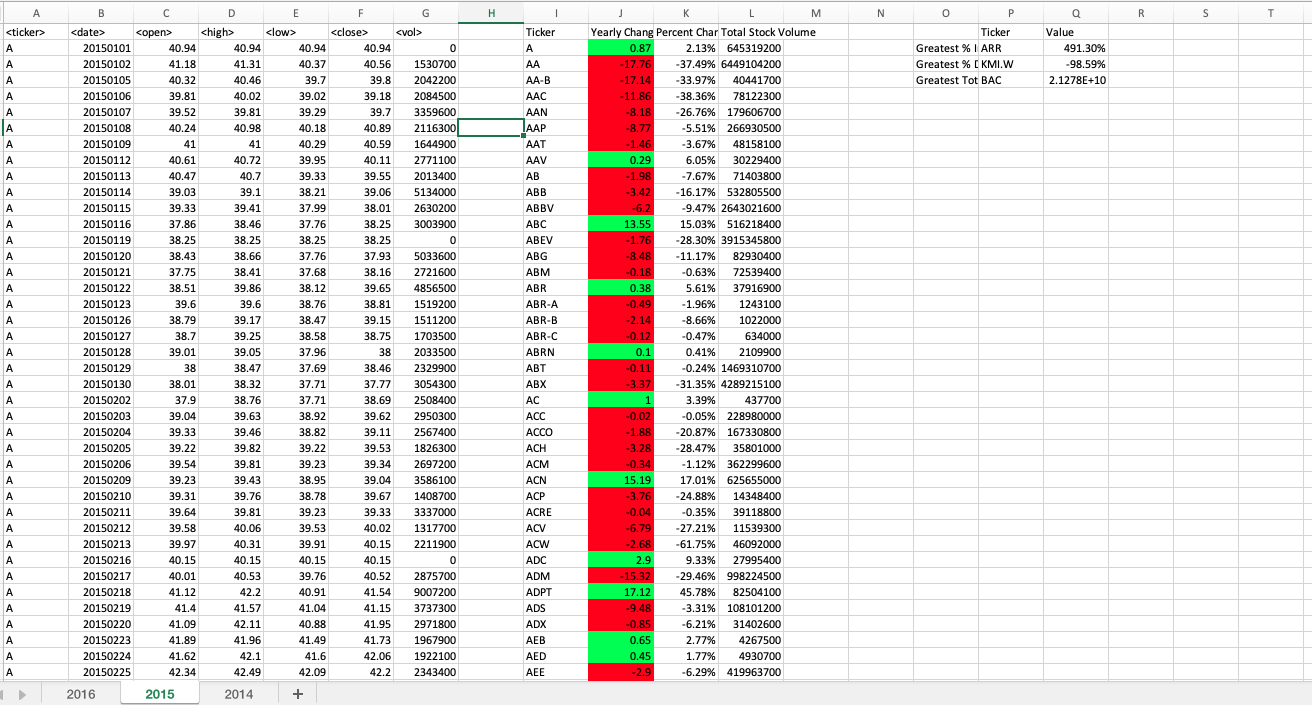 A B C D E F G H I J K L M N O P Q R S T
<ticker> <date> <open> <high> <low> <close> <vol> Ticker Yearly Chang Percent Char Total Stock Volume Ticker Value
A 20150101 40.94 40.94 40.94 40.94 0 A 0.87 2.13% 645319200 Greatest % I ARR 491.30%
A 20150102 41.18 41.31 40.37 40.56 1530700 AA -17.76 -37.49% 6449104200 Greatest % D KMI.W -98.59%
A 20150105 40.32 40.46 39.7 39.8 2042200 AA-B -17.14 -33.97% 40441700 Greatest Tot BAC 2.1278E+10
A 20150106 39.81 40.02 39.02 39.18 2084500 AAC -11.86 -38.36% 78122300
A 20150107 39.52 39.81 39.29 39.7 3359600 AAN -8.18 -26.76% 179606700
A 20150108 40.24 40.98 40.18 40.89 2116300 AAP -8.77 -5.51% 266930500
A 20150109 41 41 40.29 40.59 1644900 AAT -1.46 -3.67% 48158100
A 20150112 40.61 40.72 39.95 40.11 2771100 AAV 0.29 6.05% 30229400
A 20150113 40.47 40.7 39.33 39.55 2013400 AB -1.98 -7.67% 71403800
A 20150114 39.03 39.1 38.21 39.06 5134000 ABB -3.42 -16.17% 532805500
A 20150115 39.33 39.41 37.99 38.01 2630200 ABBV -6.2 -9.47% 2643021600
A 20150116 37.86 38.46 37.76 38.25 3003900 ABC 13.55 15.03% 516218400
A 20150119 38.25 38.25 38.25 38.25 0 ABEV -1.76 -28.30% 3915345800
A 20150120 38.43 38.66 37.76 37.93 5033600 ABG -8.48 -11.17% 82930400
A 20150121 37.75 38.41 37.68 38.16 2721600 ABM -0.18 -0.63% 72539400
A 20150122 38.51 39.86 38.12 39.65 4856500 ABR 0.38 5.61% 37916900
A 20150123 39.6 39.6 38.76 38.81 1519200 ABR-A -0.49 -1.96% 1243100
A 20150126 38.79 39.17 38.47 39.15 1511200 ABR-B -2.14 -8.66% 1022000
A 20150127 38.7 39.25 38.58 38.75 1703500 ABR-C -0.12 -0.47% 634000
A 20150128 39.01 39.05 37.96 38 2033500 ABRN 0.1 0.41% 2109900
A 20150129 38 38.47 37.69 38.46 2329900 ABT -0.11 -0.24% 1469310700
A 20150130 38.01 38.32 37.71 37.77 3054300 ABX -3.37 -31.35% 4289215100
A 20150202 37.9 38.76 37.71 38.69 2508400 AC 1 3.39% 437700
A 20150203 39.04 39.63 38.92 39.62 2950300 ACC -0.02 -0.05% 228980000
A 20150204 39.33 39.46 38.82 39.11 2567400 ACCO -1.88 -20.87% 167330800
A 20150205 39.22 39.82 39.22 39.53 1826300 ACH -3.28 -28.47% 35801000
A 20150206 39.54 39.81 39.23 39.34 2697200 ACM -0.34 -1.12% 362299600
A 20150209 39.23 39.43 38.95 39.04 3586100 ACN 15.19 17.01% 625655000
A 20150210 39.31 39.76 38.78 39.67 1408700 ACP -3.76 -24.88% 14348400
A 20150211 39.64 39.81 39.23 39.33 3337000 ACRE -0.04 -0.35% 39118800
A 20150212 39.58 40.06 39.53 40.02 1317700 ACV -6.79 -27.21% 11539300
A 20150213 39.97 40.31 39.91 40.15 2211900 ACW -2.68 -61.75% 46092000
A 20150216 40.15 40.15 40.15 40.15 0 ADC 2.9 9.33% 27995400
A 20150217 40.01 40.53 39.76 40.52 2875700 ADM -15.32 -29.46% 998224500
A 20150218 41.12 42.2 40.91 41.54 9007200 ADPT 17.12 45.78% 82504100
A 20150219 41.4 41.57 41.04 41.15 3737300 ADS -9.48 -3.31% 108101200
A 20150220 41.09 42.11 40.88 41.95 2971800 ADX -0.85 -6.21% 31402600
A 20150223 41.89 41.96 41.49 41.73 1967900 AEB 0.65 2.77% 4267500
A 20150224 41.62 42.1 41.6 42.06 1922100 AED 0.45 1.77% 4930700
A 20150225 42.34 42.49 42.09 42.2 2343400 AEE -2.9 -6.29% 419963700
2016 2015 2014 +